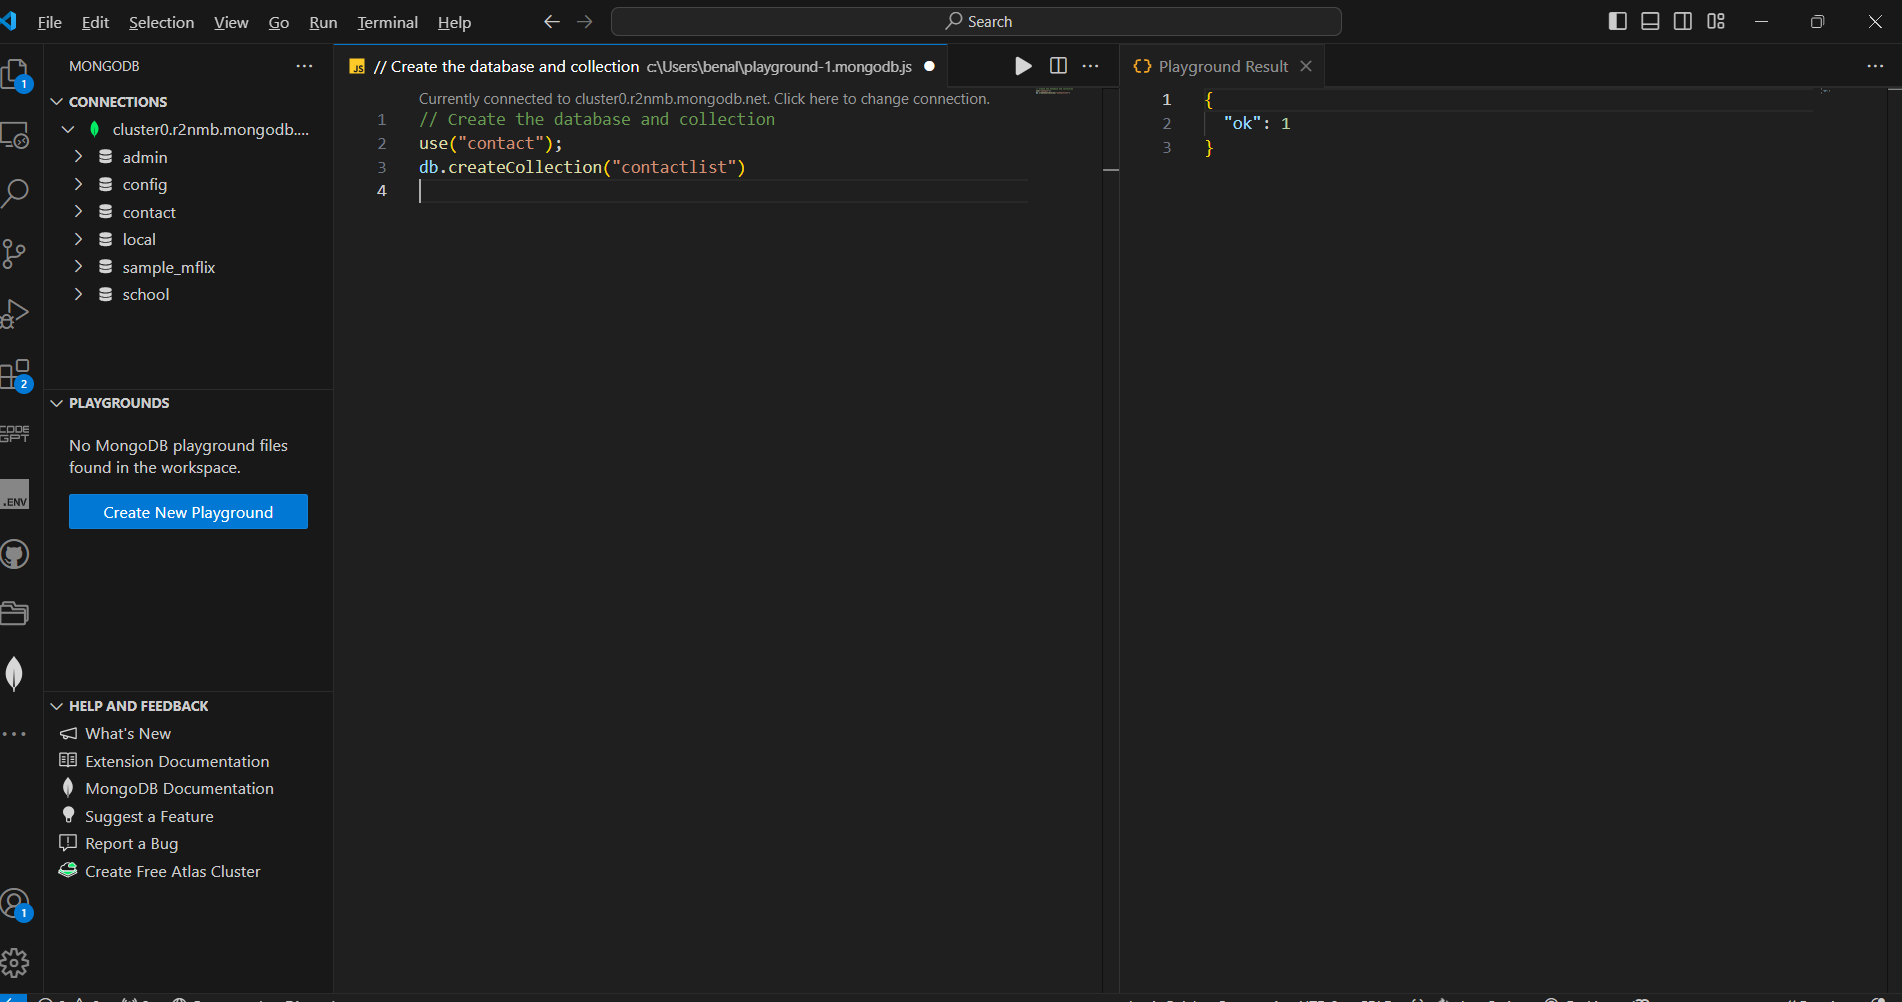 File Edit Selection View Go Run Terminal Help
Search
1
2
CODE
GPT
.ENV
1
MONGODB
CONNECTIONS
cluster0.r2nmb.mongodb....
admin
config
contact
local
sample_mflix
school
PLAYGROUNDS
No MongoDB playground files
found in the workspace.
Create New Playground
HELP AND FEEDBACK
What's New
Extension Documentation
MongoDB Documentation
Suggest a Feature
Report a Bug
Create Free Atlas Cluster
JS // Create the database and collection c:\Users\benal\playground-1.mongodb.js
Currently connected to cluster0.r2nmb.mongodb.net. Click here to change connection.
1 // Create the database and collection
2 use("contact");
3 db.createCollection("contactlist")
4
{} Playground Result
1 {
2 "ok": 1
3 }